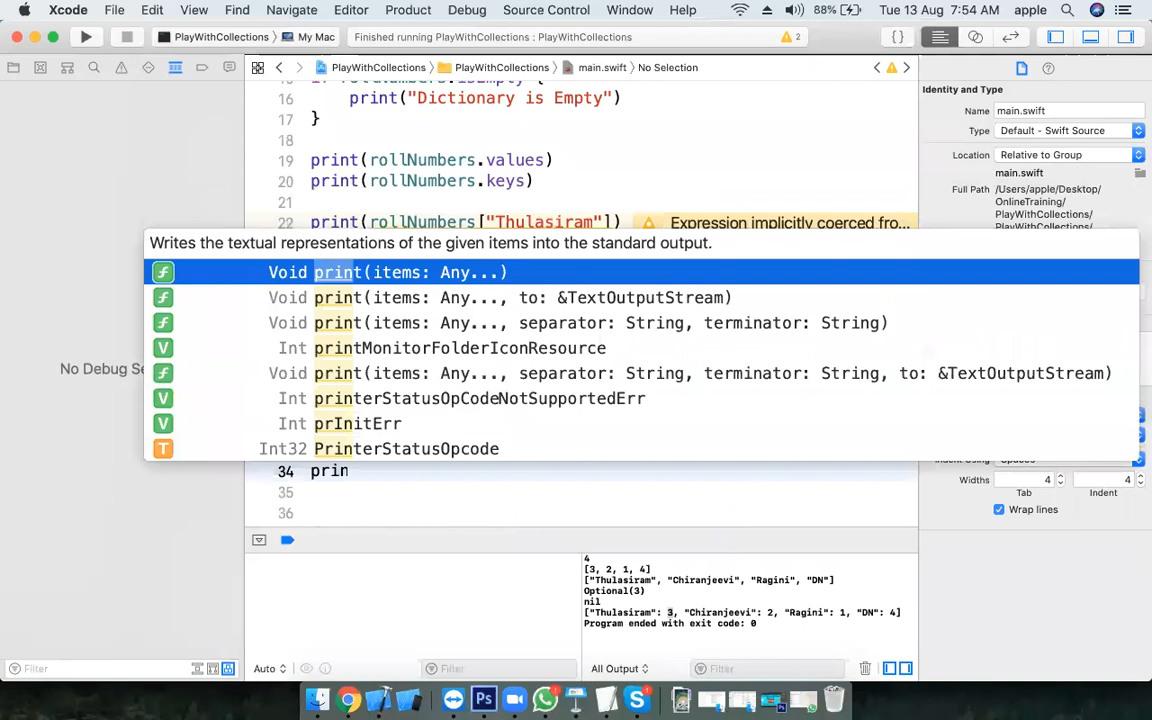 Xcode File Edit View Find Navigate Editor Product Debug Source Control Window Help 88% Tue 13 Aug 7:54 AM apple
PlayWithCollections My Mac Finished running PlayWithCollections : PlayWithCollections 2 { }
PlayWithCollections PlayWithCollections main.swift No Selection
16 print("Dictionary is Empty")
17 }
18
19 print(rollNumbers.values)
20 print(rollNumbers.keys)
21
22 print(rollNumbers["Thulasiram"]) Expression implicitly coerced fro...
Writes the textual representations of the given items into the standard output.
Void print(items: Any...)
Void print(items: Any..., to: &TextOutputStream)
Void print(items: Any..., separator: String, terminator: String)
Int printMonitorFolderIconResource
Void print(items: Any..., separator: String, terminator: String, to: &TextOutputStream)
Int printerStatusOpCodeNotSupportedErr
Int prInitErr
Int32 PrinterStatusOpcode
No Debug Se
34 prin
35
36
Identity and Type
Name main.swift
Type Default - Swift Source
Location Relative to Group
main.swift
Full Path /Users/apple/Desktop/
OnlineTraining/
PlayWithCollections/
Widths 4 4
Tab Indent
Wrap lines
4
[3, 2, 1, 4]
["Thulasiram", "Chiranjeevi", "Ragini", "DN"]
Optional(3)
nil
["Thulasiram": 3, "Chiranjeevi": 2, "Ragini": 1, "DN": 4]
Program ended with exit code: 0
Filter Auto Filter All Output Filter
Ps